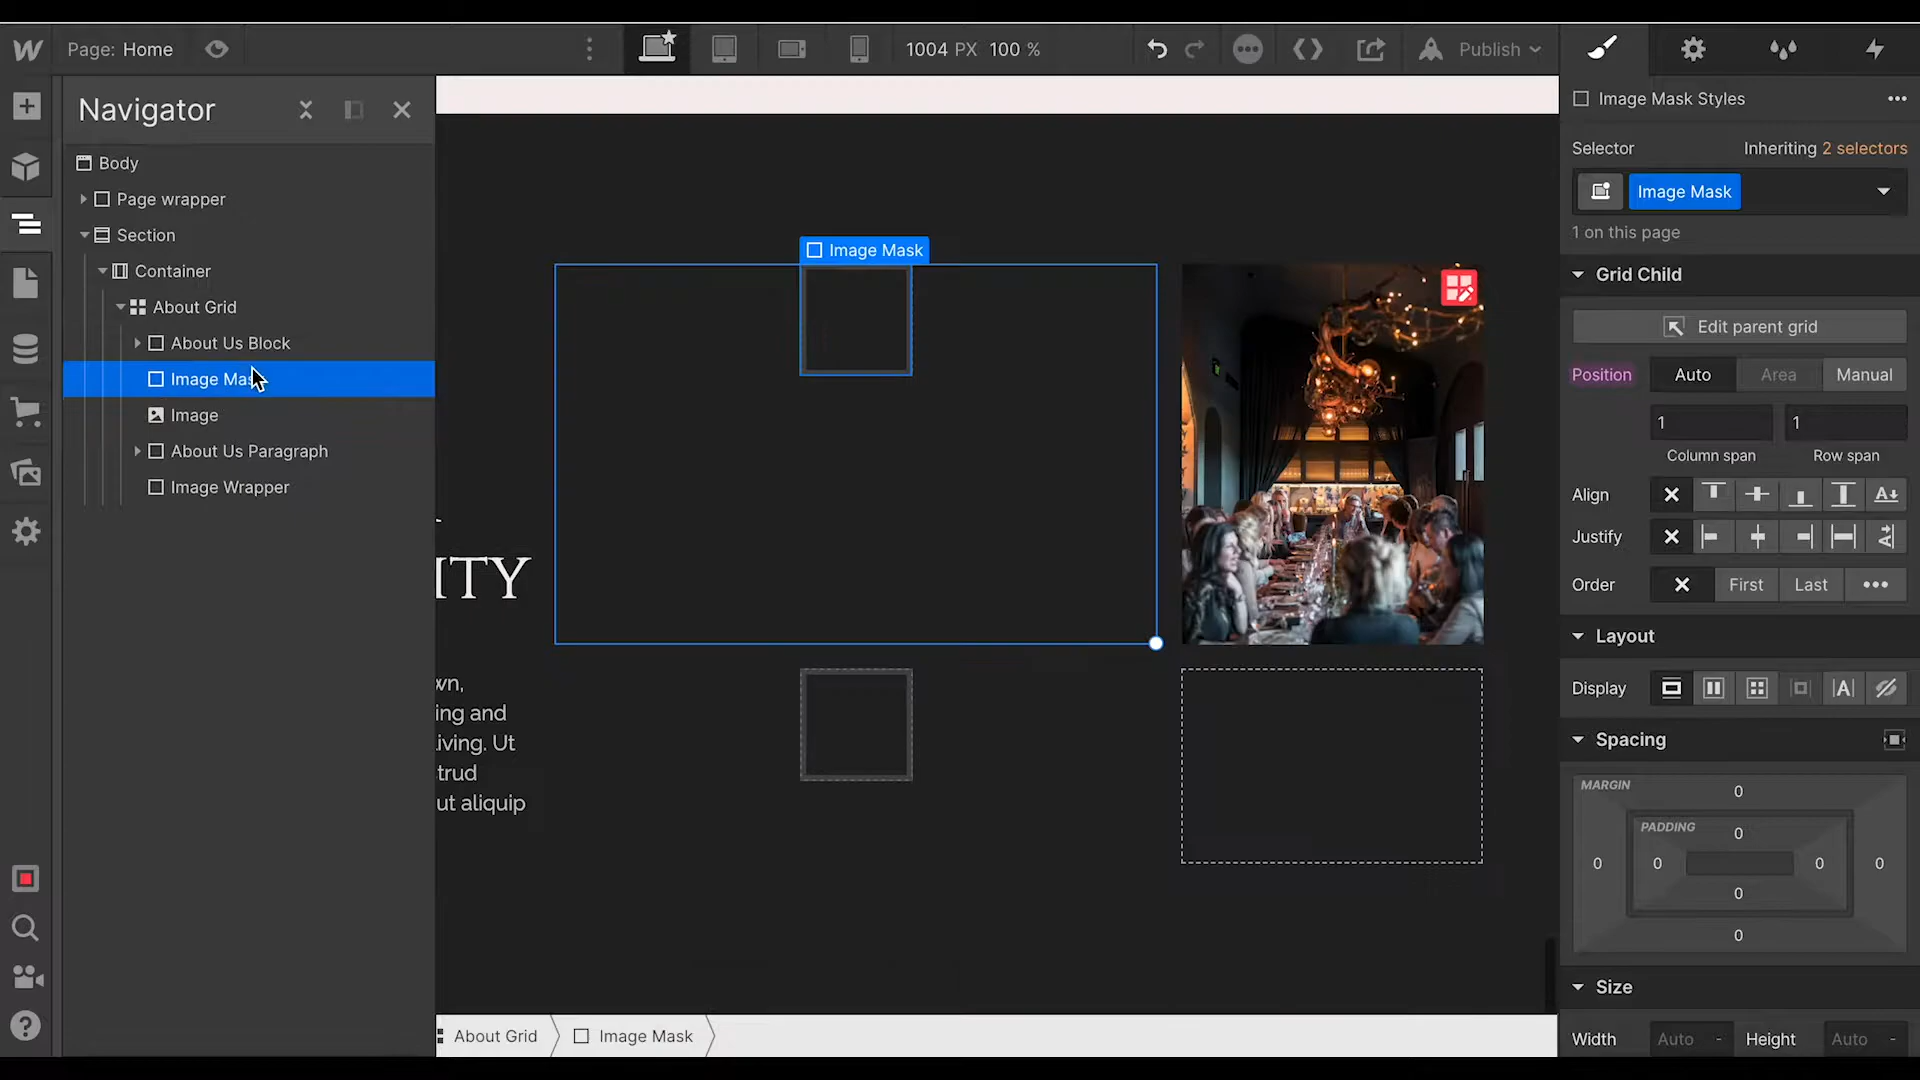 Page: Home
1004 PX 100 %
Publish
Navigator
Body
Page wrapper
Section
Container
About Grid
About Us Block
Image Mas
Image
About Us Paragraph
Image Wrapper
Image Mask
ITY
wn,
ing and
iving. Ut
trud
ut aliquip
About Grid
Image Mask
Image Mask Styles
Selector
Inheriting 2 selectors
Image Mask
1 on this page
Grid Child
Edit parent grid
Position
Auto
Area
Manual
1
1
Column span
Row span
Align
Justify
Order
First
Last
Layout
Display
Spacing
MARGIN
0
PADDING
0
0
0
0
0
0
0
Size
Width
Auto
-
Height
Auto
-